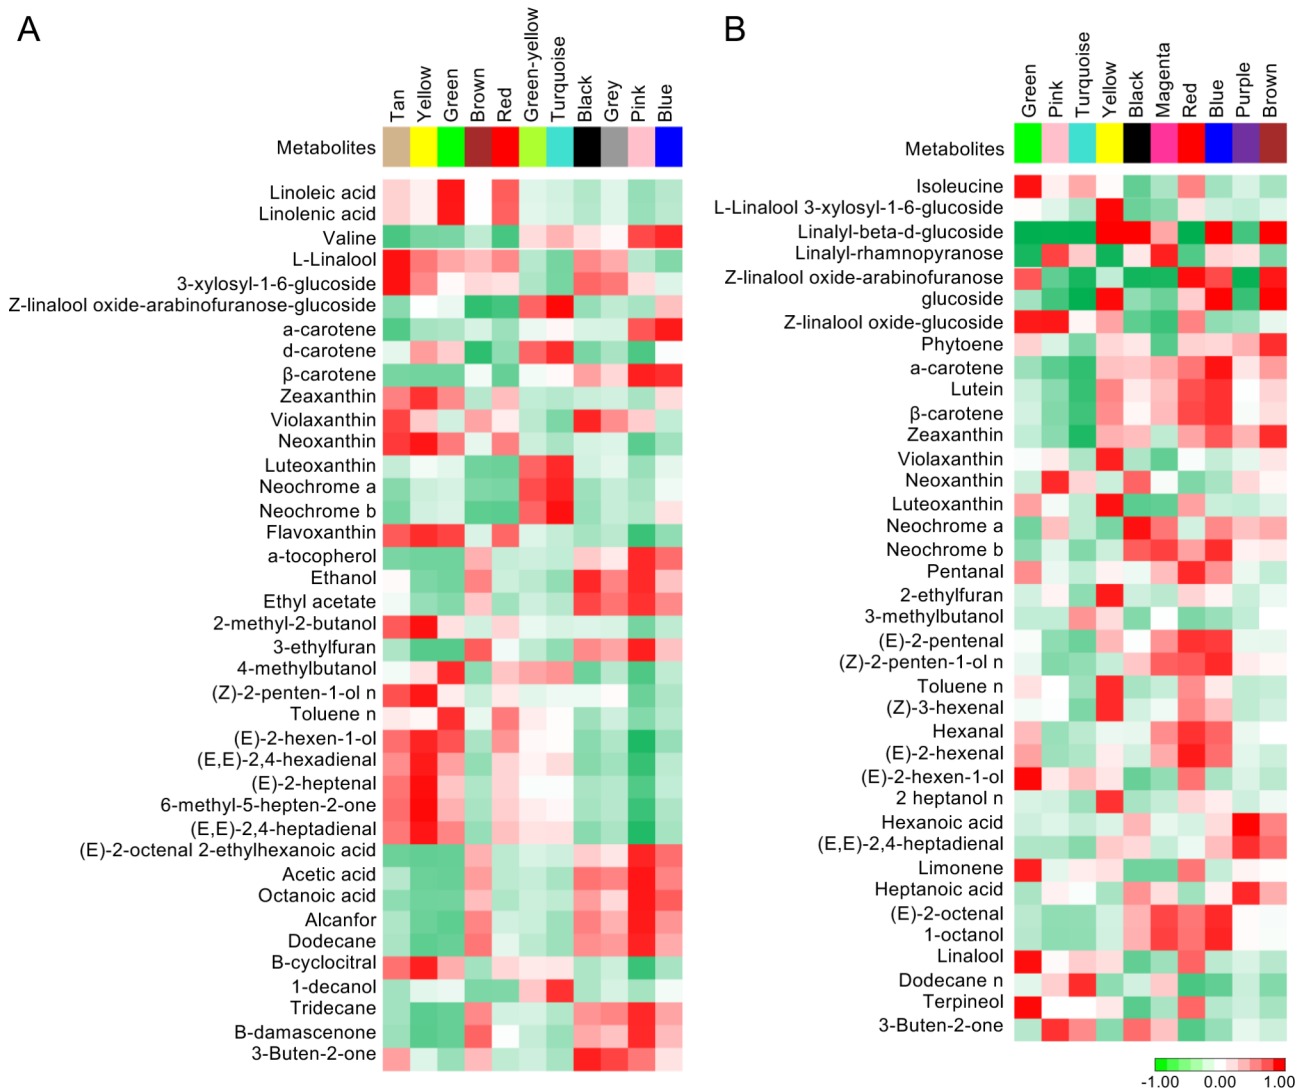 A
Tan
Yellow
Green
Brown
Red
Green-yellow
Turquoise
Black
Grey
Pink
Blue
Metabolites
Linoleic acid
Linolenic acid
Valine
L-Linalool
3-xylosyl-1-6-glucoside
Z-linalool oxide-arabinofuranose-glucoside
a-carotene
d-carotene
β-carotene
Zeaxanthin
Violaxanthin
Neoxanthin
Luteoxanthin
Neochrome a
Neochrome b
Flavoxanthin
a-tocopherol
Ethanol
Ethyl acetate
2-methyl-2-butanol
3-ethylfuran
4-methylbutanol
(Z)-2-penten-1-ol n
Toluene n
(E)-2-hexen-1-ol
(E,E)-2,4-hexadienal
(E)-2-heptenal
6-methyl-5-hepten-2-one
(E,E)-2,4-heptadienal
(E)-2-octenal 2-ethylhexanoic acid
Acetic acid
Octanoic acid
Alcanfor
Dodecane
B-cyclocitral
1-decanol
Tridecane
B-damascenone
3-Buten-2-one
B
Green
Pink
Turquoise
Yellow
Black
Magenta
Red
Blue
Purple
Brown
Metabolites
Isoleucine
L-Linalool 3-xylosyl-1-6-glucoside
Linalyl-beta-d-glucoside
Linalyl-rhamnopyranose
Z-linalool oxide-arabinofuranose
glucoside
Z-linalool oxide-glucoside
Phytoene
a-carotene
Lutein
β-carotene
Zeaxanthin
Violaxanthin
Neoxanthin
Luteoxanthin
Neochrome a
Neochrome b
Pentanal
2-ethylfuran
3-methylbutanol
(E)-2-pentenal
(Z)-2-penten-1-ol n
Toluene n
(Z)-3-hexenal
Hexanal
(E)-2-hexenal
(E)-2-hexen-1-ol
2 heptanol n
Hexanoic acid
(E,E)-2,4-heptadienal
Limonene
Heptanoic acid
(E)-2-octenal
1-octanol
Linalool
Dodecane n
Terpineol
3-Buten-2-one
-1.00 0.00 1.00